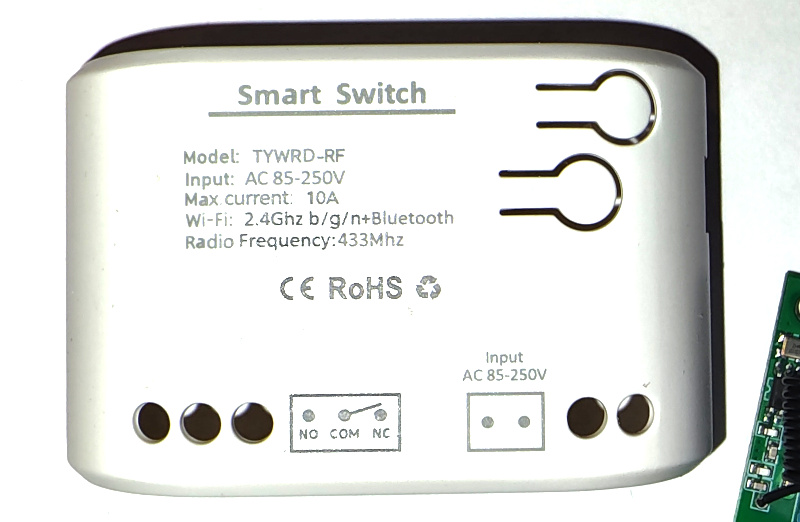 Smart Switch
Model: TYWRD-RF
Input: AC 85-250V
Max current: 10A
Wi-Fi: 2.4Ghz b/g/n+Bluetooth
Radio Frequency:433Mhz
CE RoHS
NO COM NC
Input
AC 85-250V